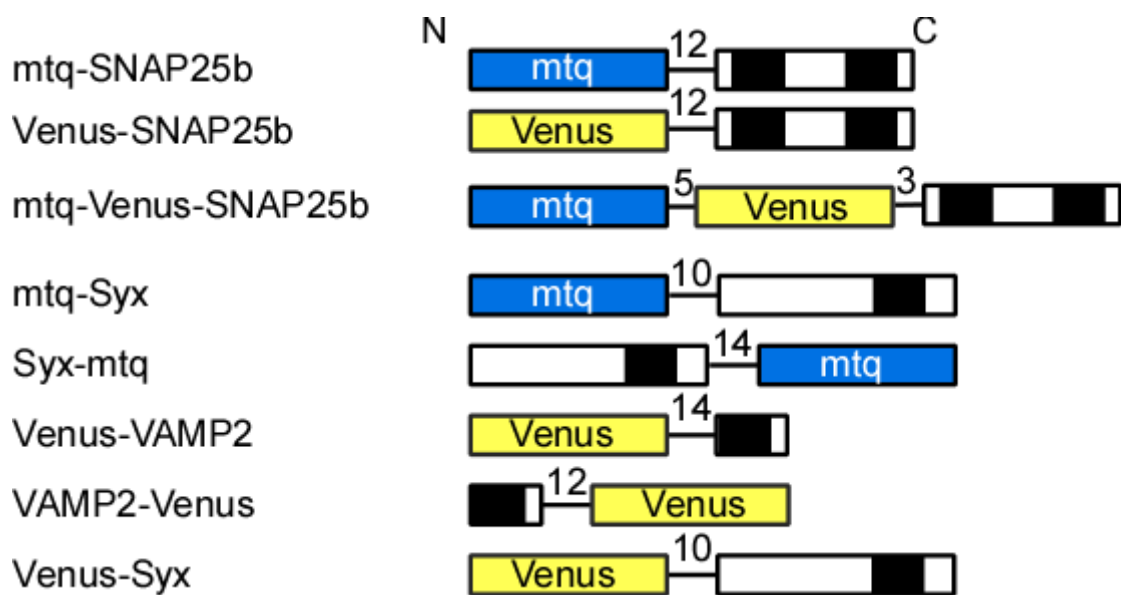 N C
mtq-SNAP25b mtq 12
Venus-SNAP25b Venus 12
mtq-Venus-SNAP25b mtq 5 Venus 3
mtq-Syx mtq 10
Syx-mtq 14 mtq
Venus-VAMP2 Venus 14
VAMP2-Venus 12 Venus
Venus-Syx Venus 10